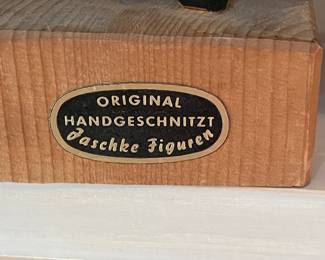 ORIGINAL
HANDGESCHNITZT
Jaschke Figuren